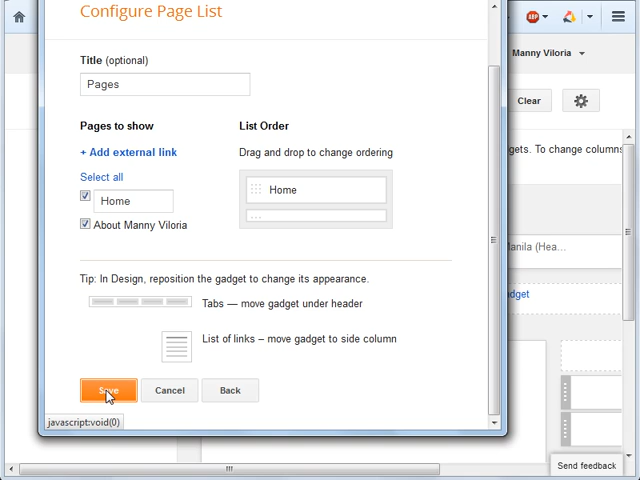 Configure Page List
Manny Viloria
Title (optional)
Pages
Clear
Pages to show
List Order
gets. To change columns
+ Add external link
Drag and drop to change ordering
Select all
Home
Home
...
About Manny Viloria
Manila (Hea...
Tip: In Design, reposition the gadget to change its appearance.
Tabs — move gadget under header
List of links – move gadget to side column
Save
Cancel
Back
javascript:void(0)
Send feedback
ABP